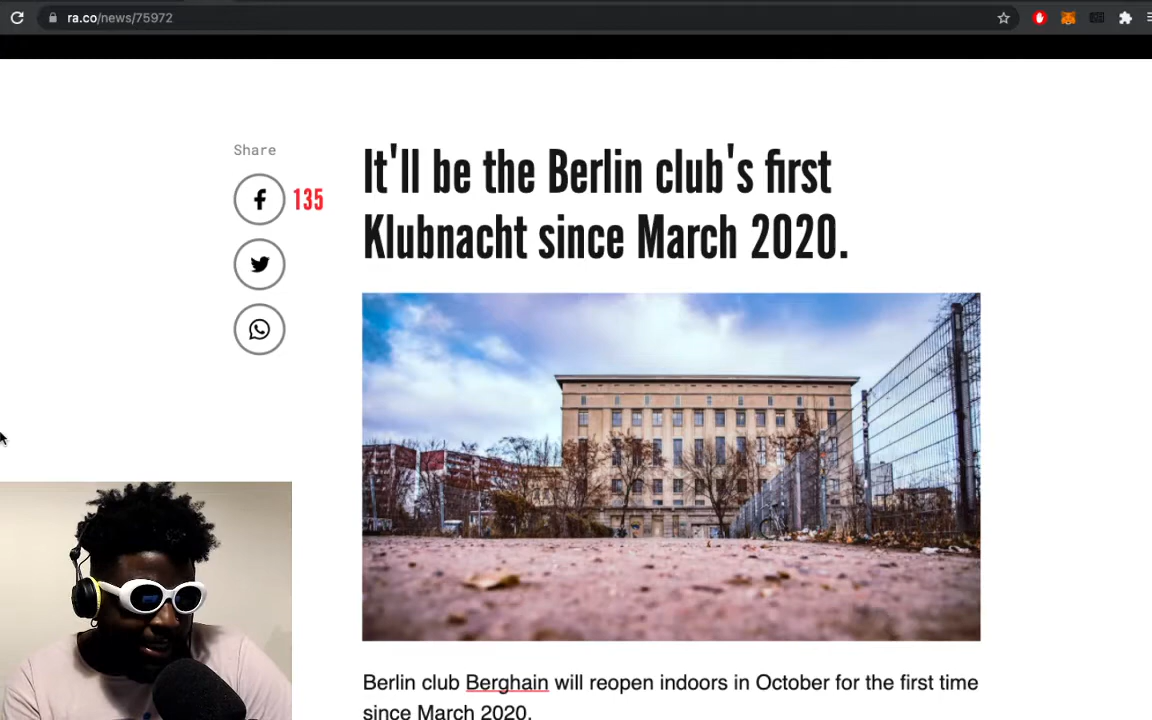 ra.co/news/75972
Share
135
It'll be the Berlin club's first
Klubnacht since March 2020.
Berlin club Berghain will reopen indoors in October for the first time
since March 2020.